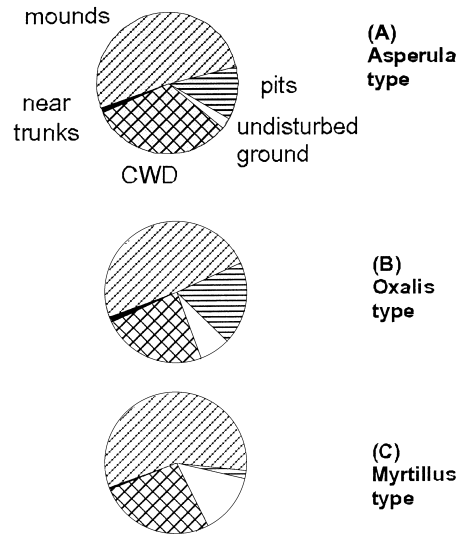 mounds
(A)
Asperula
type
pits
near
trunks
undisturbed
ground
CWD
(B)
Oxalis
type
(C)
Myrtillus
type